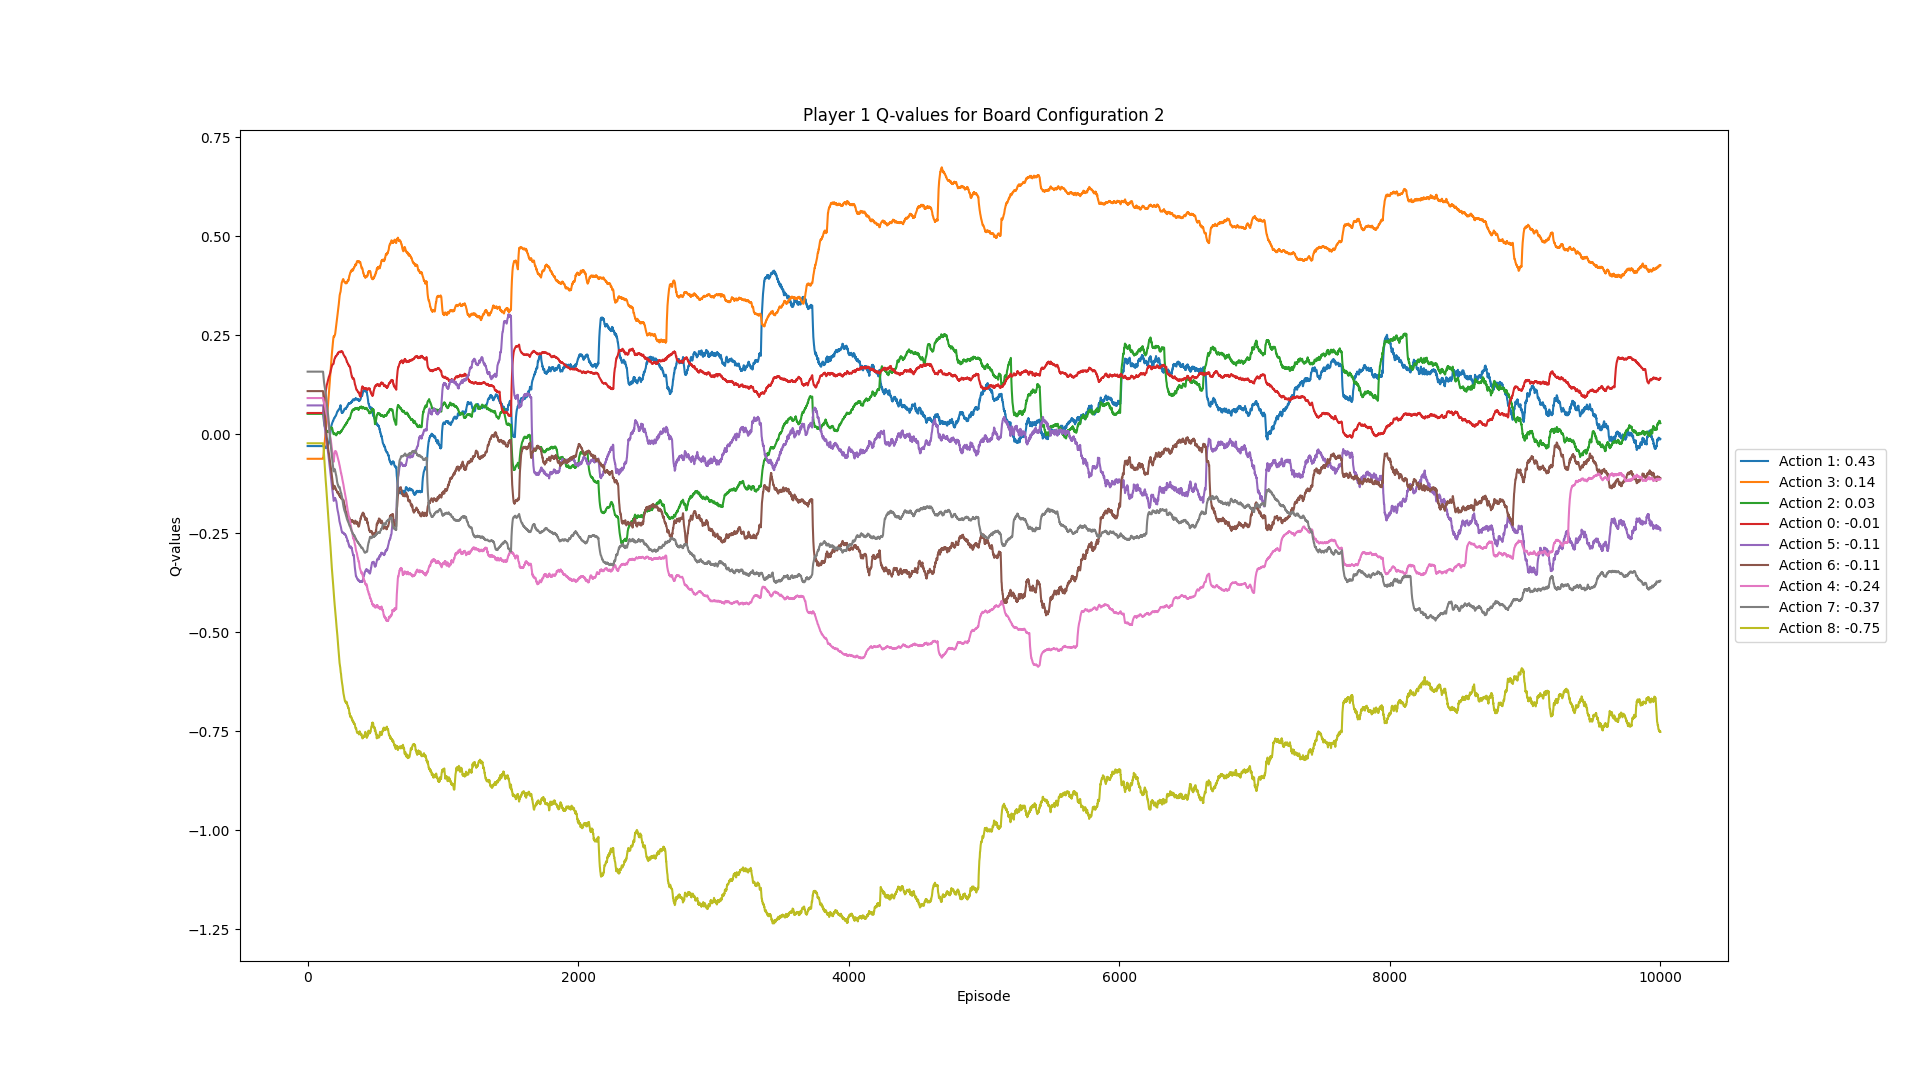 Player 1 Q-values for Board Configuration 2
0.75
0.50
0.25
0.00
−0.25
−0.50
−0.75
−1.00
−1.25
Q-values
0 2000 4000 6000 8000 10000
Episode
Action 1: 0.43
Action 3: 0.14
Action 2: 0.03
Action 0: -0.01
Action 5: -0.11
Action 6: -0.11
Action 4: -0.24
Action 7: -0.37
Action 8: -0.75